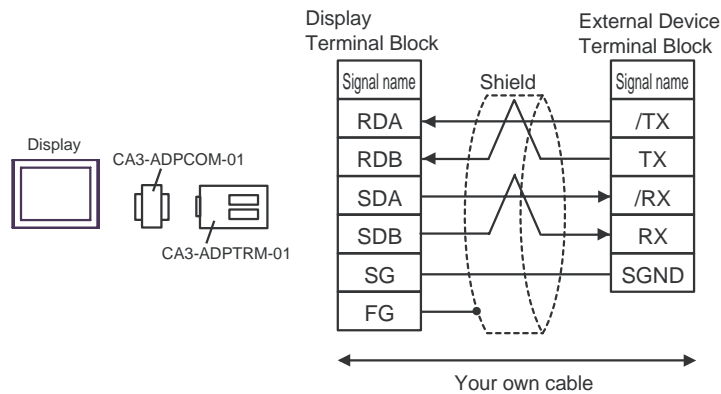 Display
Terminal Block
External Device
Terminal Block
Signal name
Shield
Signal name
RDA
/TX
RDB
TX
SDA
/RX
SDB
RX
SG
SGND
FG
Display
CA3-ADPCOM-01
CA3-ADPTRM-01
Your own cable